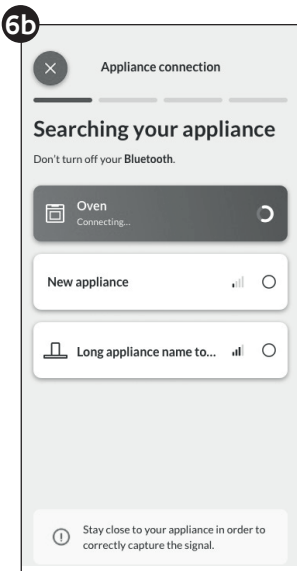 6b
Appliance connection
Searching your appliance
Don't turn off your Bluetooth.
Oven
Connecting...
New appliance
Long appliance name to...
Stay close to your appliance in order to
correctly capture the signal.